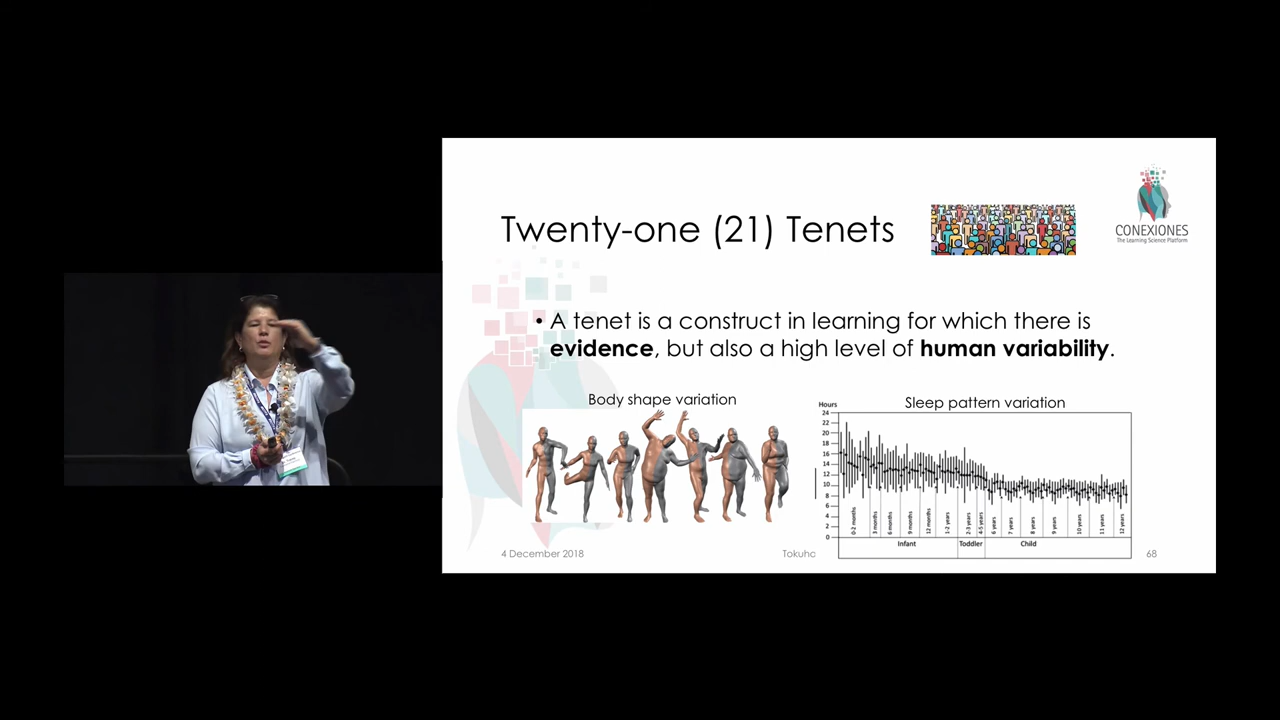 CONEXIONES
The Learning Science Platform
Twenty-one (21) Tenets
• A tenet is a construct in learning for which there is
evidence, but also a high level of human variability.
Body shape variation
Sleep pattern variation
Hours
24
22
20
18
16
14
12
10
8
6
4
2
0
0-2 months
3 months
6 months
9 months
12 months
1-2 years
2-3 years
4-5 years
6 years
7 years
8 years
9 years
10 years
11 years
12 years
Infant
Toddler
Child
4 December 2018
Tokuhc
68